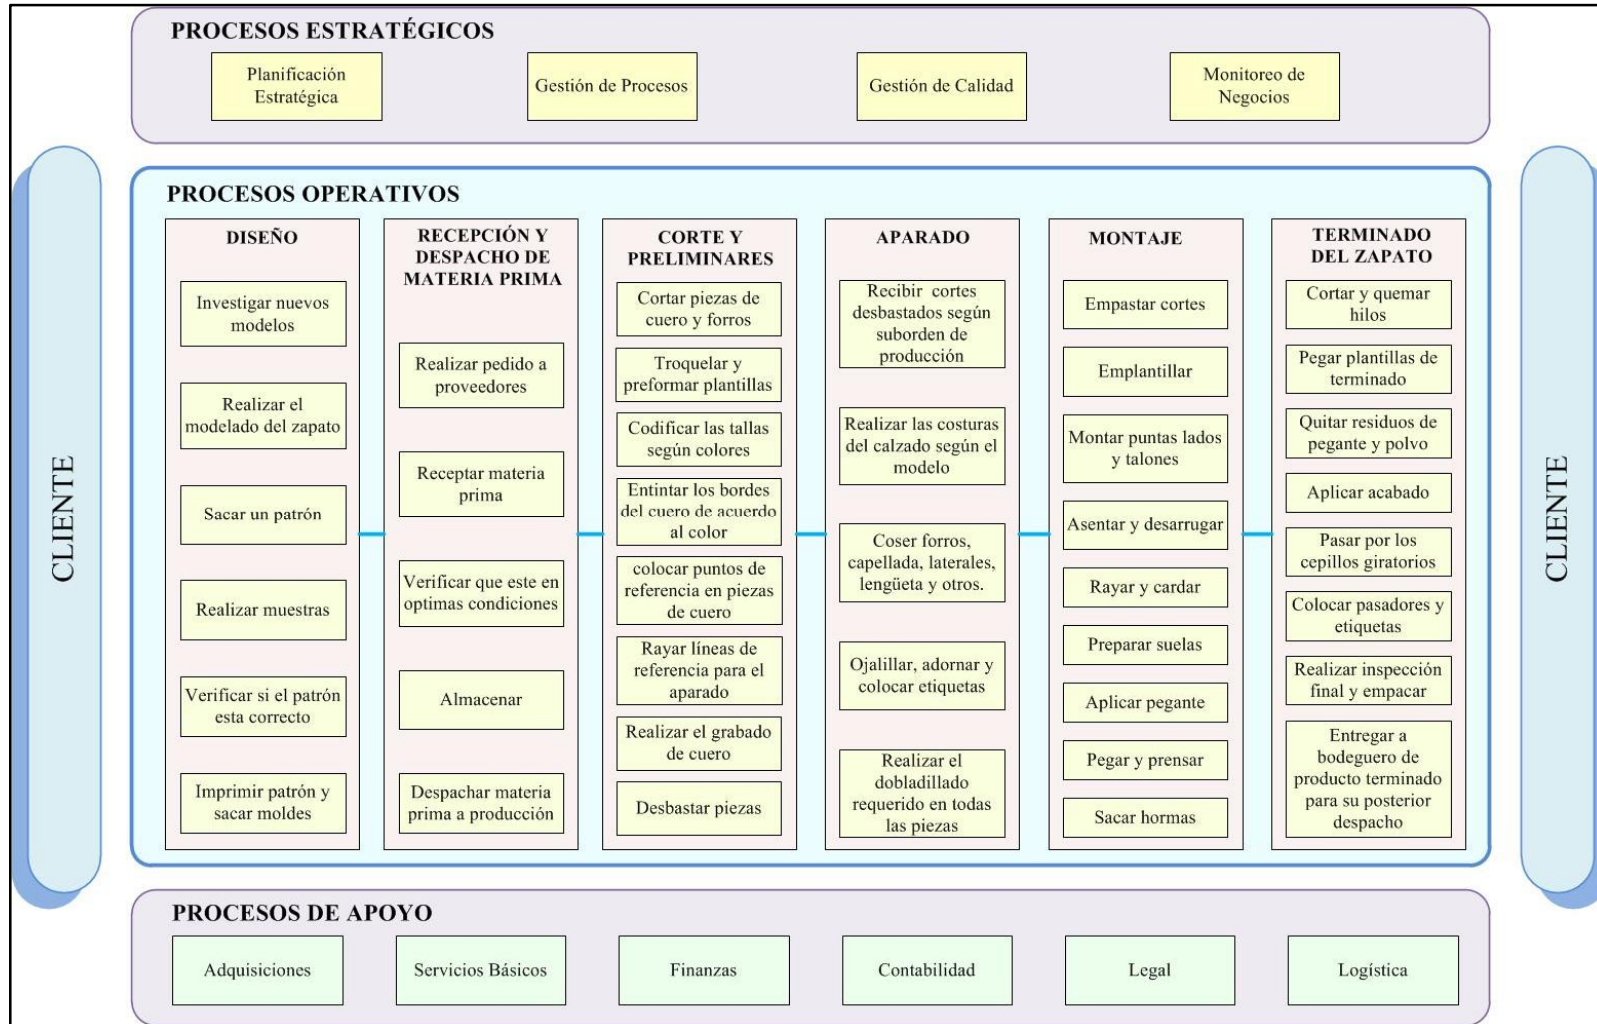 PROCESOS ESTRATÉGICOS
Planificación
Estratégica
Gestión de Procesos
Gestión de Calidad
Monitoreo de
Negocios
CLIENTE
PROCESOS OPERATIVOS
DISEÑO
Investigar nuevos
modelos
Realizar el
modelado del zapato
Sacar un patrón
Realizar muestras
Verificar si el patrón
esta correcto
Imprimir patrón y
sacar moldes
RECEPCIÓN Y
DESPACHO DE
MATERIA PRIMA
Realizar pedido a
proveedores
Receptar materia
prima
Verificar que este en
optimas condiciones
Almacenar
Despachar materia
prima a producción
CORTE Y
PRELIMINARES
Cortar piezas de
cuero y forros
Troquelar y
preformar plantillas
Codificar las tallas
según colores
Entintar los bordes
del cuero de acuerdo
al color
colocar puntos de
referencia en piezas
de cuero
Rayar líneas de
referencia para el
aparado
Realizar el grabado
de cuero
Desbastar piezas
APARADO
Recibir cortes
desbastados según
suborden de
producción
Realizar las costuras
del calzado según el
modelo
Coser forros,
capellada, laterales,
lengüeta y otros.
Ojalillar, adornar y
colocar etiquetas
Realizar el
dobladillado
requerido en todas
las piezas
MONTAJE
Empastar cortes
Emplantillar
Montar puntas lados
y talones
Asentar y desarrugar
Rayar y cardar
Preparar suelas
Aplicar pegante
Pegar y prensar
Sacar hormas
TERMINADO
DEL ZAPATO
Cortar y quemar
hilos
Pegar plantillas de
terminado
Quitar residuos de
pegante y polvo
Aplicar acabado
Pasar por los
cepillos giratorios
Colocar pasadores y
etiquetas
Realizar inspección
final y empacar
Entregar a
bodeguero de
producto terminado
para su posterior
despacho
CLIENTE
PROCESOS DE APOYO
Adquisiciones
Servicios Básicos
Finanzas
Contabilidad
Legal
Logística